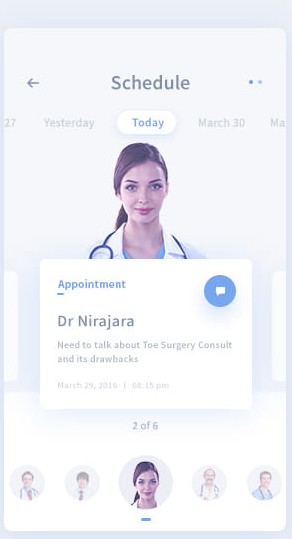 Schedule
27 Yesterday Today March 30 Ma
Appointment
Dr Nirajara
Need to talk about Toe Surgery Consult
and its drawbacks
March 29, 2016 | 08:15 pm
2 of 6